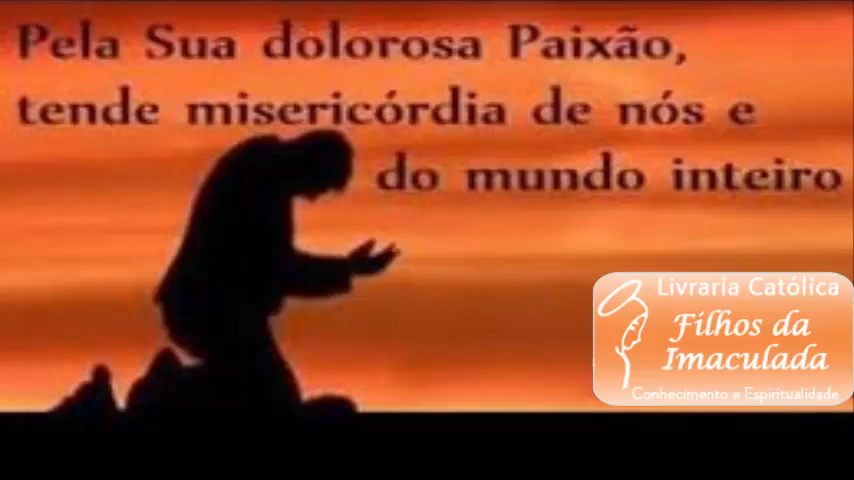 Pela Sua dolorosa Paixão,
tende misericórdia de nós e
do mundo inteiro
Livraria Católica
Filhos da
Imaculada
Conhecimento e Espiritualidade